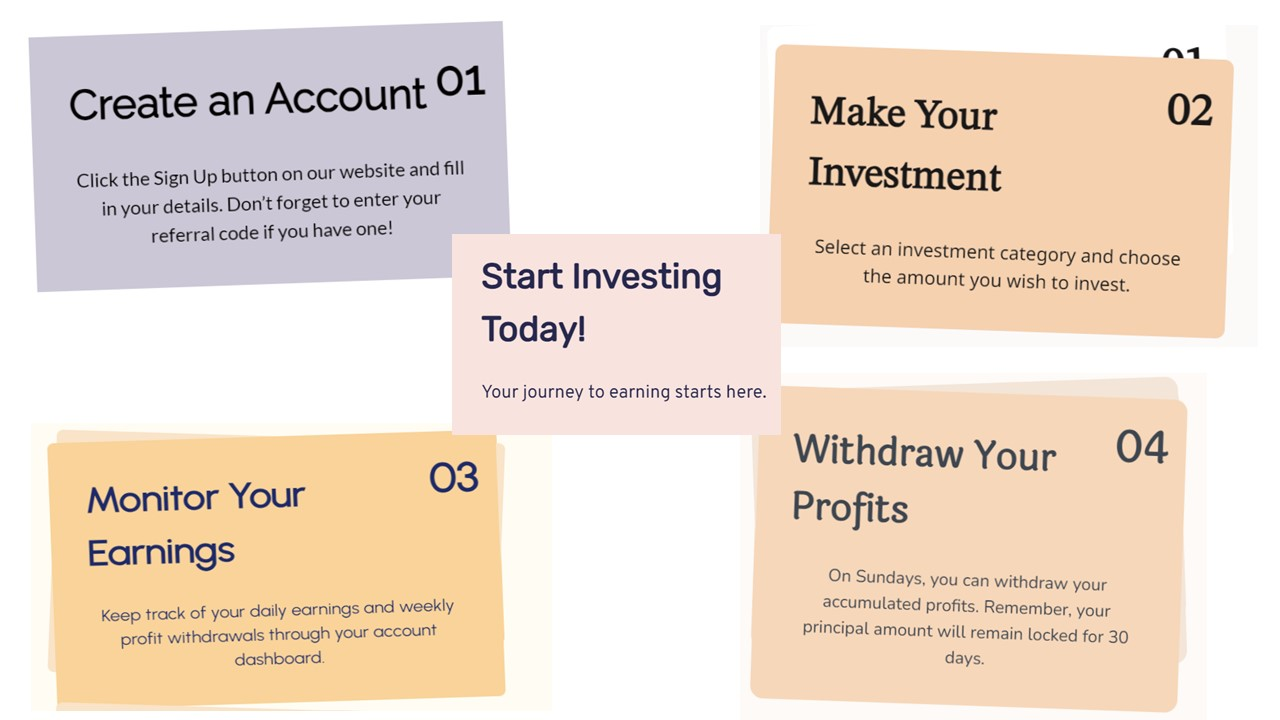 Create an Account 01
Click the Sign Up button on our website and fill
in your details. Don’t forget to enter your
referral code if you have one!
01
Make Your 02
Investment
Select an investment category and choose
the amount you wish to invest.
Start Investing
Today!
Your journey to earning starts here.
Monitor Your 03
Earnings
Keep track of your daily earnings and weekly
profit withdrawals through your account
dashboard.
Withdraw Your 04
Profits
On Sundays, you can withdraw your
accumulated profits. Remember, your
principal amount will remain locked for 30
days.